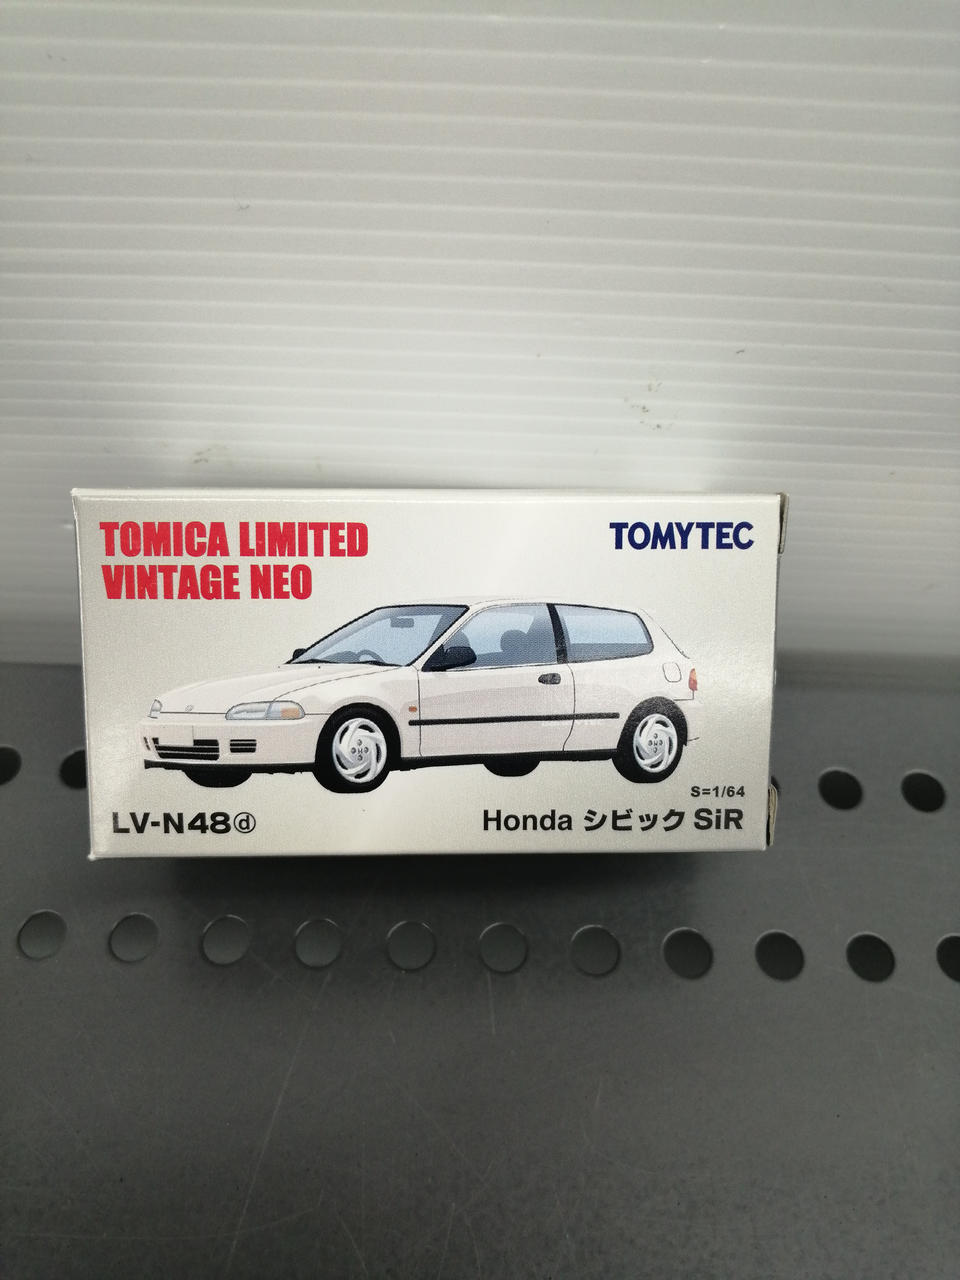 TOMICA LIMITED
VINTAGE NEO
TOMYTEC
S=1/64
LV-N48ⓓ
Honda シビック SiR